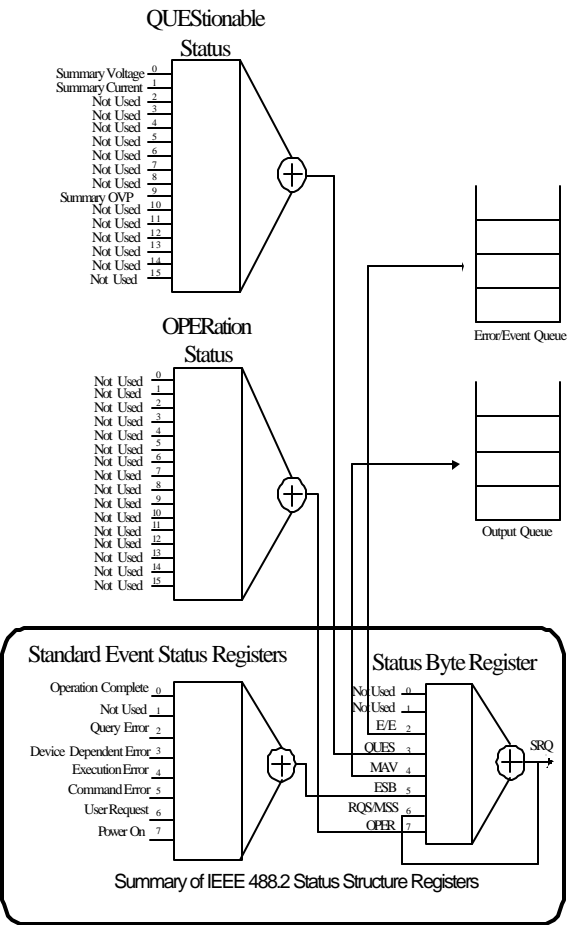 QUEStionable
Status
Summary Voltage 0
Summary Current 1
Not Used 2
Not Used 3
Not Used 4
Not Used 5
Not Used 6
Not Used 7
Not Used 8
Summary OVP 9
Not Used 10
Not Used 11
Not Used 12
Not Used 13
Not Used 14
Not Used 15
OPERation
Status
Not Used 0
Not Used 1
Not Used 2
Not Used 3
Not Used 4
Not Used 5
Not Used 6
Not Used 7
Not Used 8
Not Used 9
Not Used 10
Not Used 11
Not Used 12
Not Used 13
Not Used 14
Not Used 15
Error/Event Queue
Output Queue
Standard Event Status Registers
Operation Complete 0
Not Used 1
Query Error 2
Device Dependent Error 3
Execution Error 4
Command Error 5
User Request 6
Power On 7
Status Byte Register
Not Used 0
Not Used 1
E/E 2
QUES 3
MAV 4
ESB 5
RQS/MSS 6
OPER 7
SRQ
Summary of IEEE 488.2 Status Structure Registers